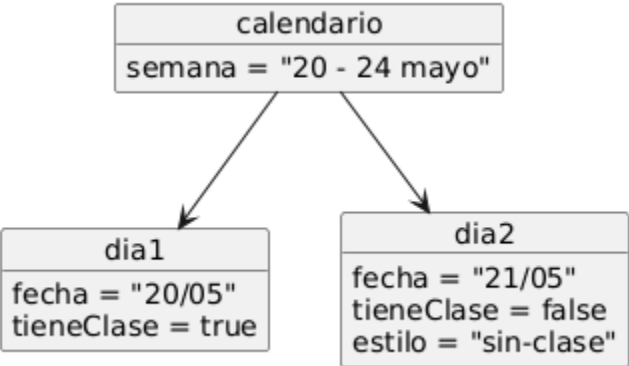 calendario
semana = "20 - 24 mayo"
dia1
fecha = "20/05"
tieneClase = true
dia2
fecha = "21/05"
tieneClase = false
estilo = "sin-clase"